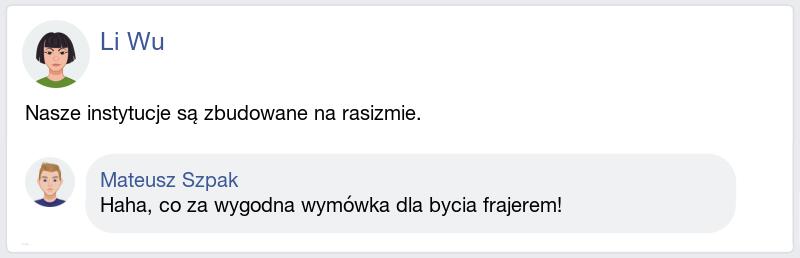 Li Wu
Nasze instytucje są zbudowane na rasizmie.
Mateusz Szpak
Haha, co za wygodna wymówka dla bycia frajerem!